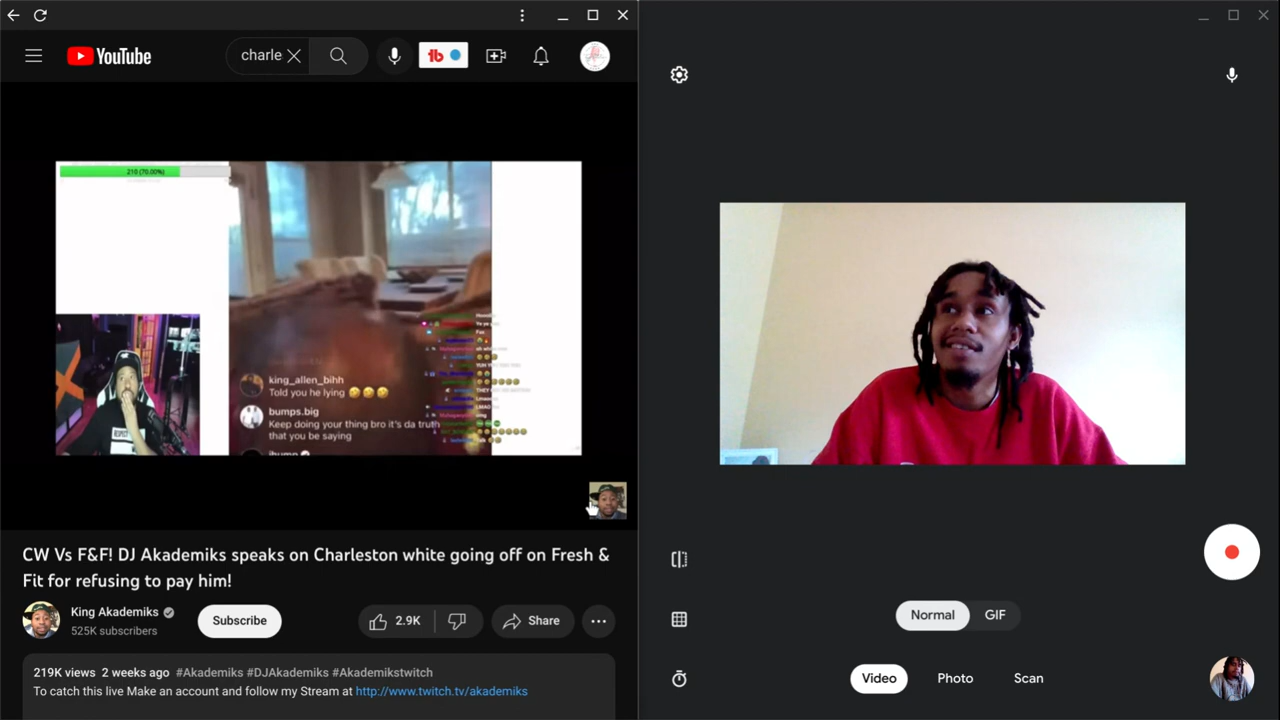 YouTube
charle
tb
210 (70.00%)
king_allen_bihh
Told you he lying 🤣🤣🤣
bumps.big
Keep doing your thing bro it's da truth
that you be saying
CW Vs F&F! DJ Akademiks speaks on Charleston white going off on Fresh &
Fit for refusing to pay him!
King Akademiks
525K subscribers
Subscribe
2.9K
Share
219K views 2 weeks ago #Akademiks #DJAkademiks #Akademikstwitch
To catch this live Make an account and follow my Stream at http://www.twitch.tv/akademiks
Normal
GIF
Video
Photo
Scan